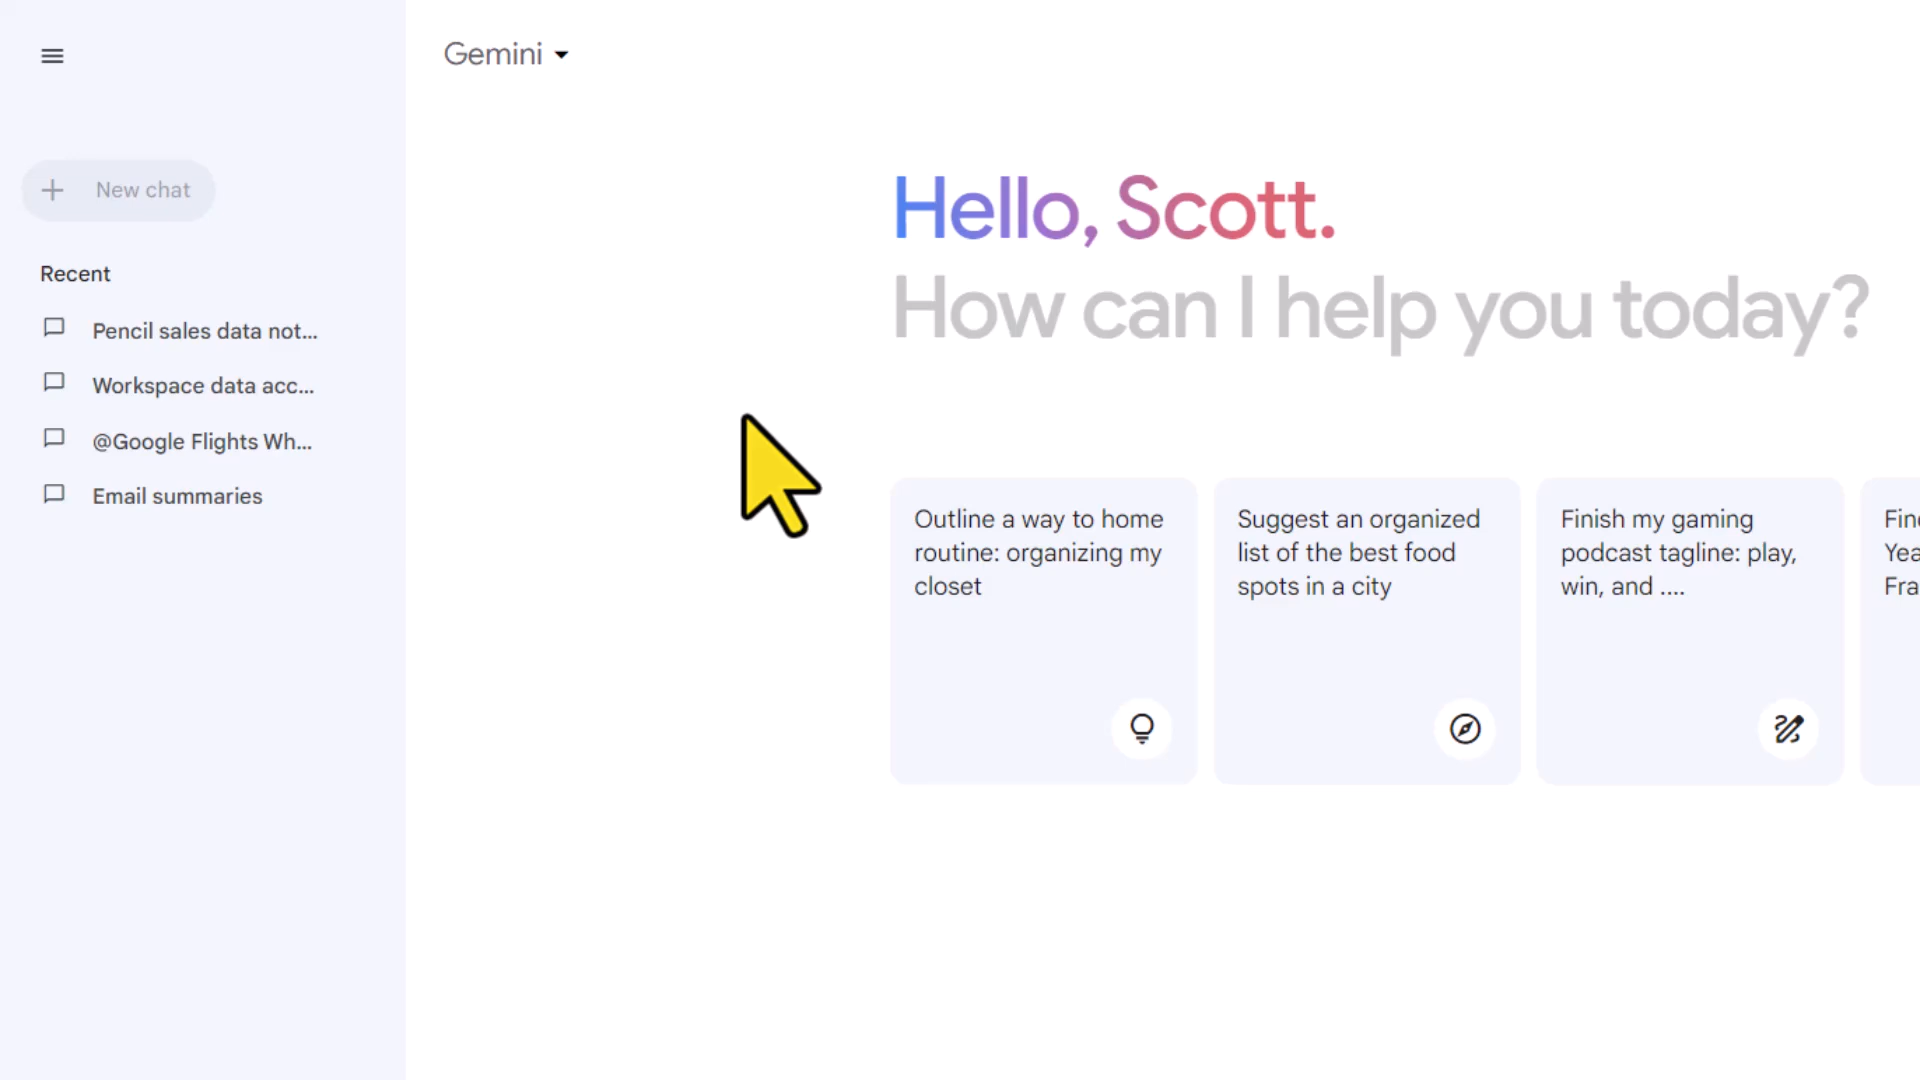 Gemini
New chat
Recent
Pencil sales data not...
Workspace data acc...
@Google Flights Wh...
Email summaries
Hello, Scott.
How can I help you today?
Outline a way to home
routine: organizing my
closet
Suggest an organized
list of the best food
spots in a city
Finish my gaming
podcast tagline: play,
win, and ....